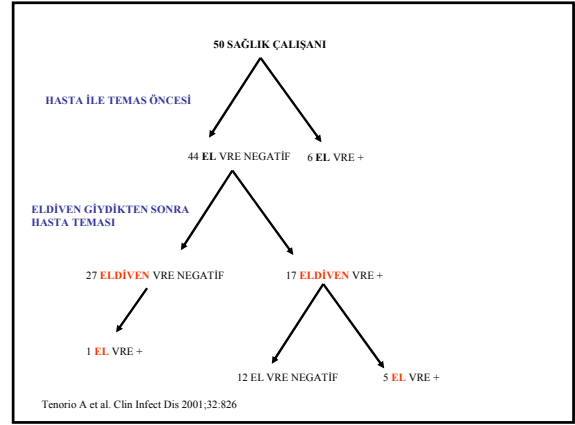 50 SAĞLIK ÇALIŞANI
HASTA İLE TEMAS ÖNCESİ
44 EL VRE NEGATİF 6 EL VRE +
ELDİVEN GİYDİKTEN SONRA
HASTA TEMASI
27 ELDİVEN VRE NEGATİF 17 ELDİVEN VRE +
1 EL VRE +
12 EL VRE NEGATİF 5 EL VRE +
Tenorio A et al. Clin Infect Dis 2001;32:826